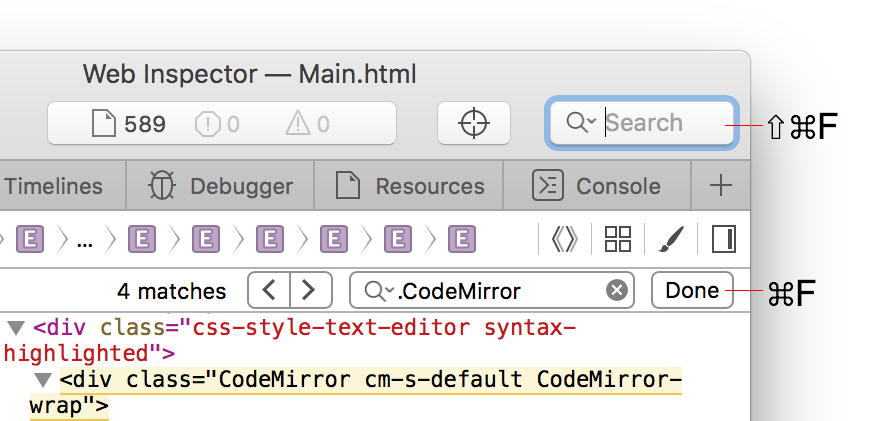 Web Inspector — Main.html
589 0 0 Search ⇧⌘F
Timelines Debugger Resources Console +
E ... E E E E E E
4 matches .CodeMirror Done ⌘F
<div class="css-style-text-editor syntax-
highlighted">
<div class="CodeMirror cm-s-default CodeMirror-
wrap">